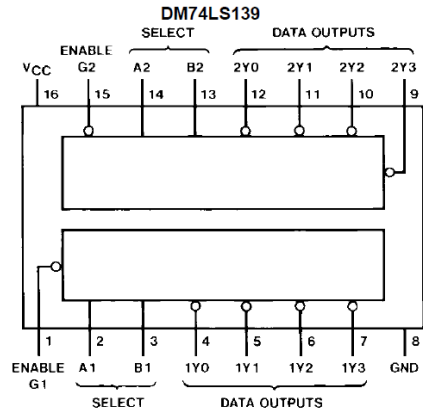 DM74LS139
SELECT DATA OUTPUTS
ENABLE
VCC G2 A2 B2 2Y0 2Y1 2Y2 2Y3
16 15 14 13 12 11 10 9
1 2 3 4 5 6 7 8
ENABLE A1 B1 1Y0 1Y1 1Y2 1Y3 GND
G1
SELECT DATA OUTPUTS